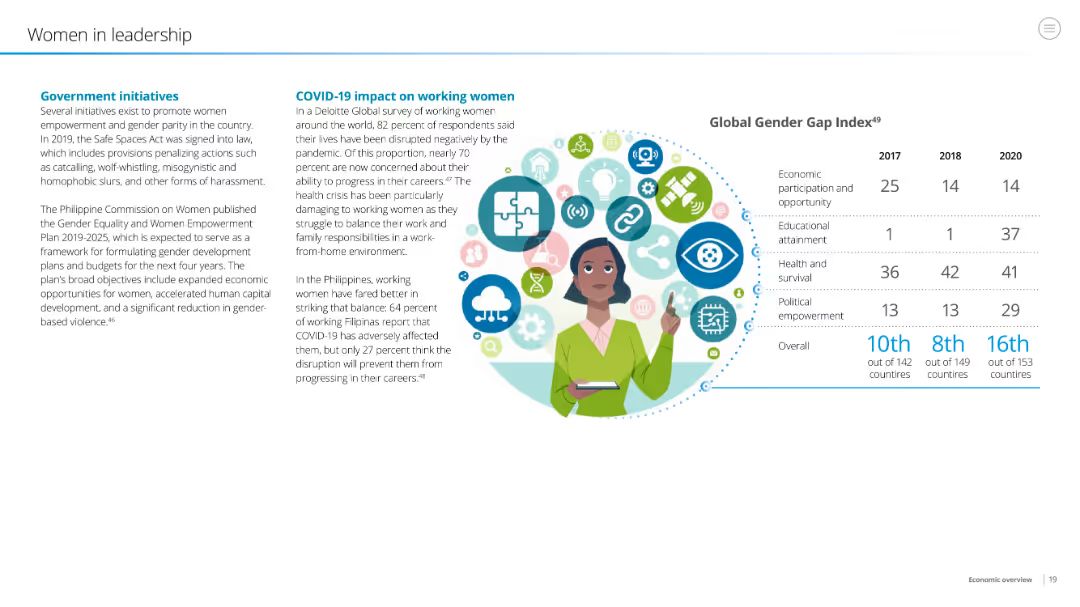 Women in leadership
Government initiatives
Several initiatives exist to promote women
empowerment and gender parity in the country.
In 2019, the Safe Spaces Act was signed into law,
which includes provisions penalizing actions such
as catcalling, wolf-whistling, misogynistic and
homophobic slurs, and other forms of harassment.
The Philippine Commission on Women published
the Gender Equality and Women Empowerment
Plan 2019-2025, which is expected to serve as a
framework for formulating gender development
plans and budgets for the next four years. The
plan's broad objectives include expanded economic
opportunities for women, accelerated human capital
development, and a significant reduction in gender-
based violence.46
COVID-19 impact on working women
In a Deloitte Global survey of working women
around the world, 82 percent of respondents said
their lives have been disrupted negatively by the
pandemic. Of this proportion, nearly 70
percent are now concerned about their
ability to progress in their careers.47 The
health crisis has been particularly
damaging to working women as they
struggle to balance their work and
family responsibilities in a work-
from-home environment.
In the Philippines, working
women have fared better in
striking that balance: 64 percent
of working Filipinas report that
COVID-19 has adversely affected
them, but only 27 percent think the
disruption will prevent them from
progressing in their careers.48
Global Gender Gap Index49
2017 2018 2020
Economic
participation and
opportunity
25 14 14
Educational
attainment
1 1 37
Health and
survival
36 42 41
Political
empowerment
13 13 29
Overall
10th 8th 16th
out of 142 out of 149 out of 153
countires countires countires
Economic overview 19